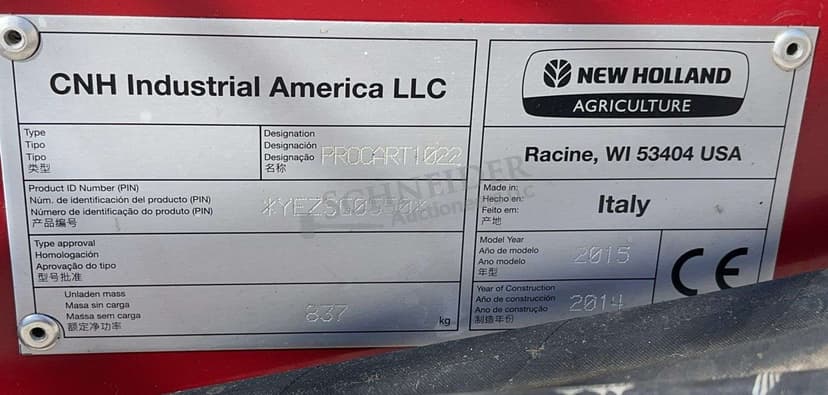 CNH Industrial America LLC
NEW HOLLAND
AGRICULTURE
Type
Tipo
Tipo
类型
Designation
Designación
Designação
名称
PROCART1022
Racine, WI 53404 USA
Product ID Number (PIN)
Núm. de identificación del producto (PIN)
Número de identificação do produto (PIN)
产品编号
SCHNEIDER
Auctioneers LLC
Made in:
Hecho en:
Feito em:
产地
Italy
Type approval
Homologación
Aprovação do tipo
型号批准
Model Year
Año de modelo
Ano modelo
年型
2015
CE
Unladen mass
Masa sin carga
Massa sem carga
额定净功率
837
kg
Year of Construction
Año de construcción
Ano de construção
制造年份
2014